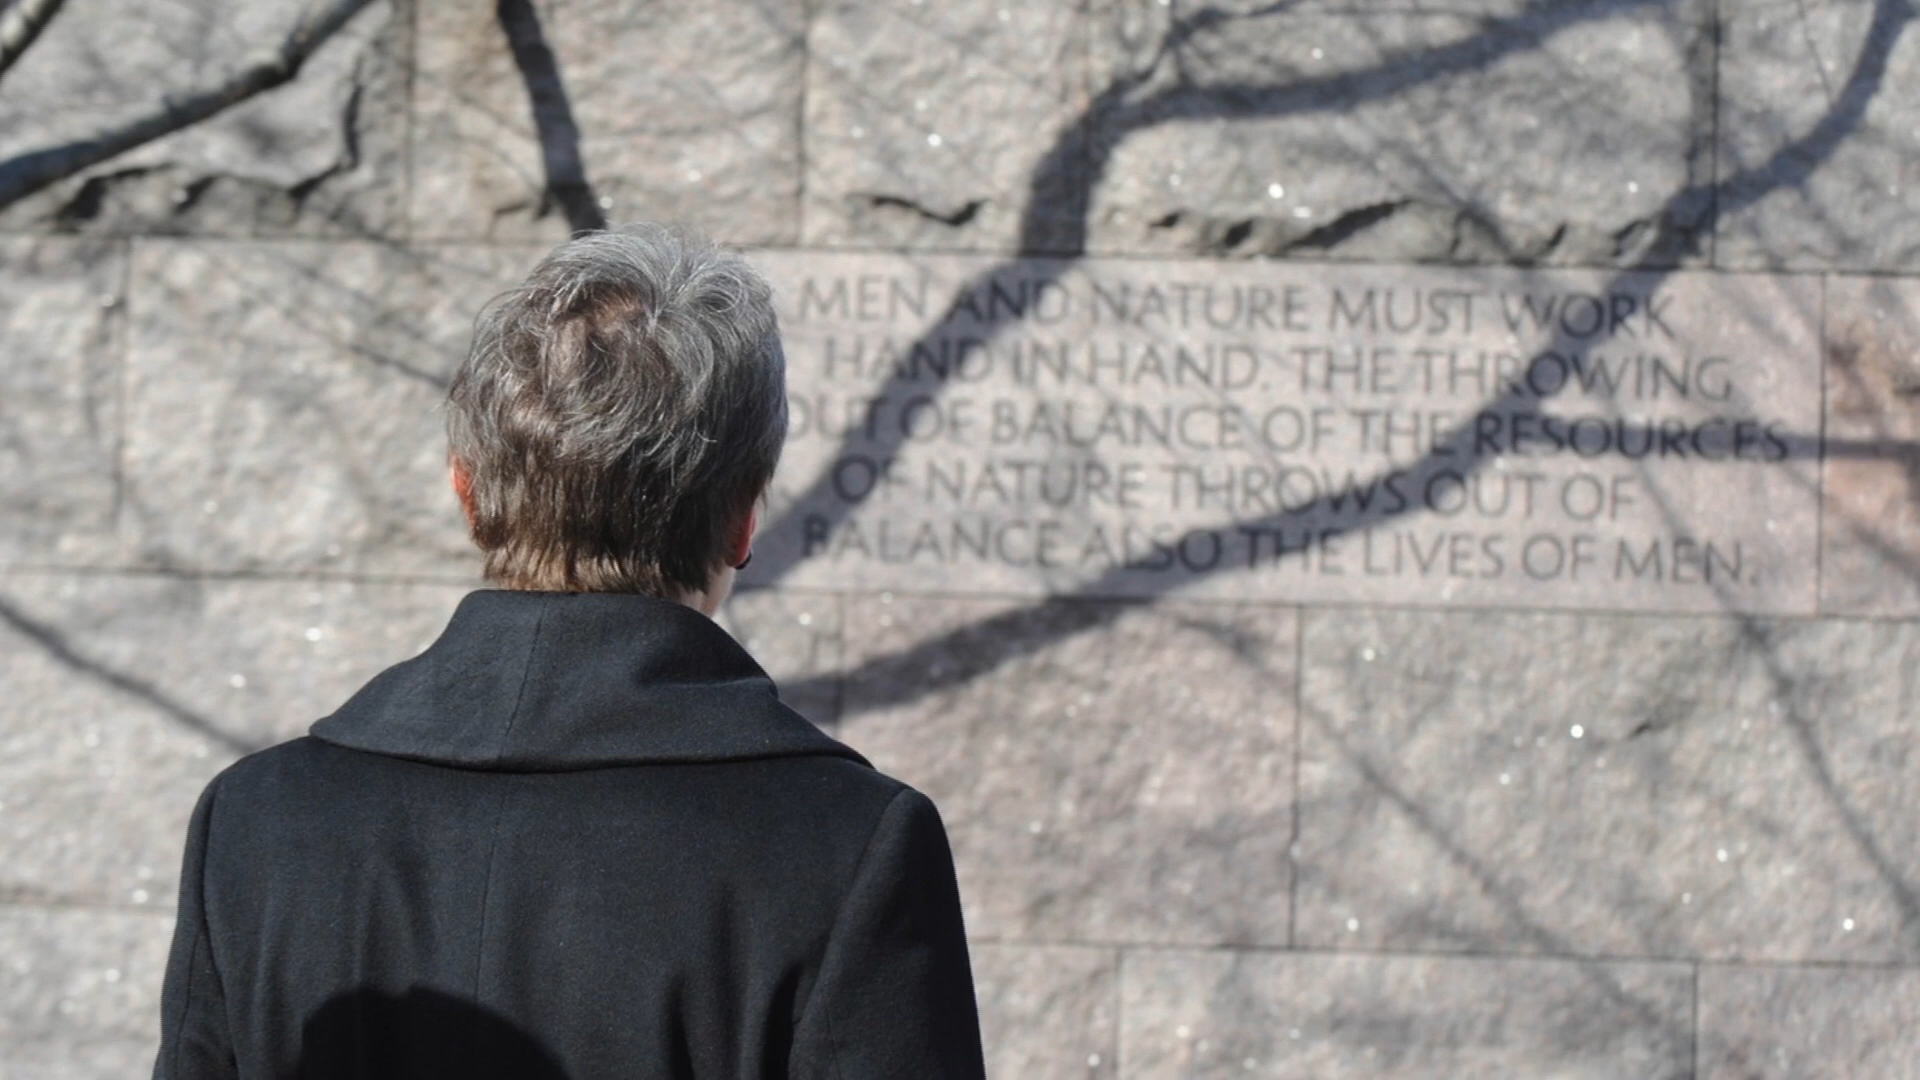 MEN AND NATURE MUST WORK
HAND IN HAND. THE THROWING
OUT OF BALANCE OF THE RESOURCES
OF NATURE THROWS OUT OF
BALANCE ALSO THE LIVES OF MEN.